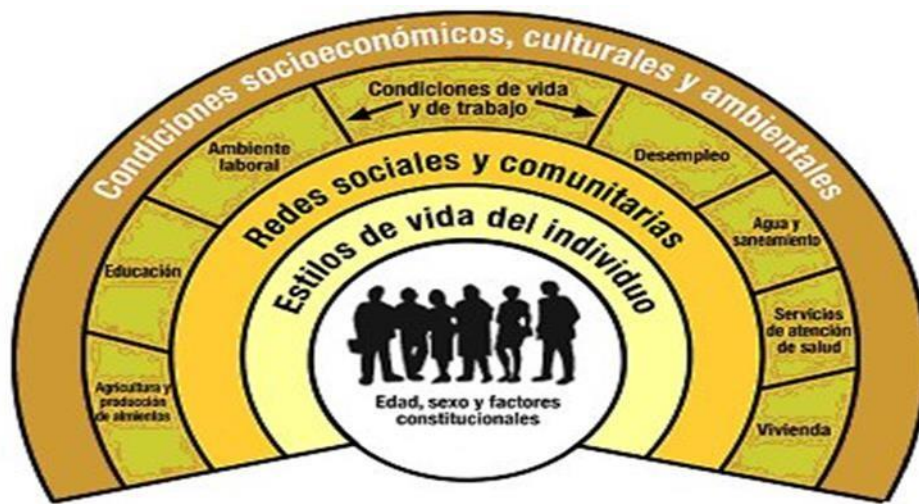 Condiciones socioeconómicos, culturales y ambientales
Condiciones de vida
y de trabajo
Ambiente
laboral
Desempleo
Educación
Agua y
saneamiento
Agricultura y
producción
de alimientos
Servicios
de atención
de salud
Vivienda
Redes sociales y comunitarias
Estilos de vida del individuo
Edad, sexo y factores
constitucionales